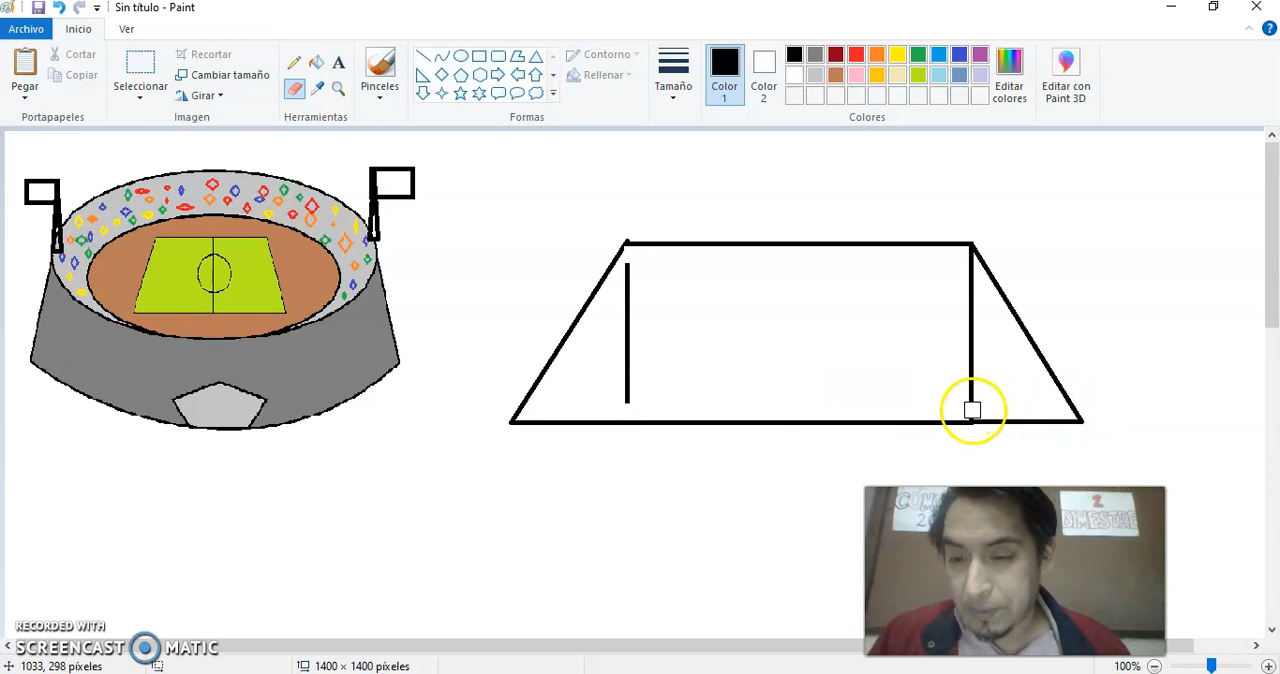 Sin título - Paint
Archivo Inicio Ver
Pegar
Cortar
Copiar
Portapapeles
Seleccionar
Recortar
Cambiar tamaño
Girar
Imagen
A
Herramientas
Pinceles
Contorno
Rellenar
Formas
Tamaño
Color
1
Color
2
Editar
colores
Colores
Editar con
Paint 3D
2
BIMESTRE
RECORDED WITH
SCREENCAST MATIC
1033, 298 píxeles
1400 × 1400 píxeles
100%